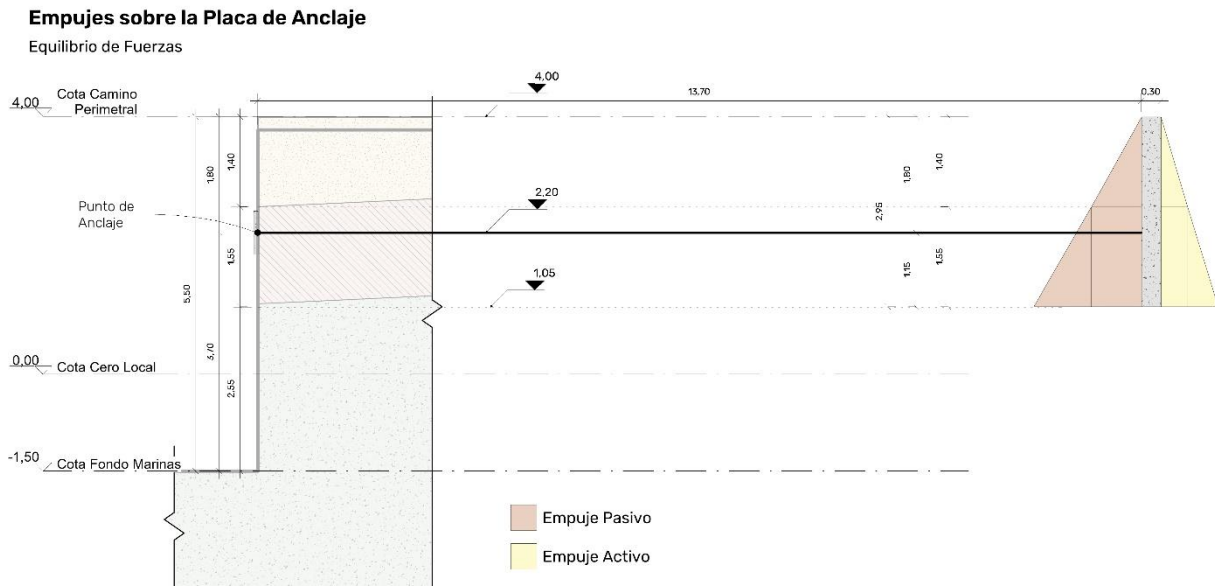 Empujes sobre la Placa de Anclaje
Equilibrio de Fuerzas
4,00
Cota Camino
Perimetral
4,00
13,70
0,30
1,80
1,40
1,80
1,40
Punto de
Anclaje
2,20
2,95
1,55
1,15
1,55
1,05
5,50
3,70
2,55
0,00
Cota Cero Local
-1,50
Cota Fondo Marinas
Empuje Pasivo
Empuje Activo